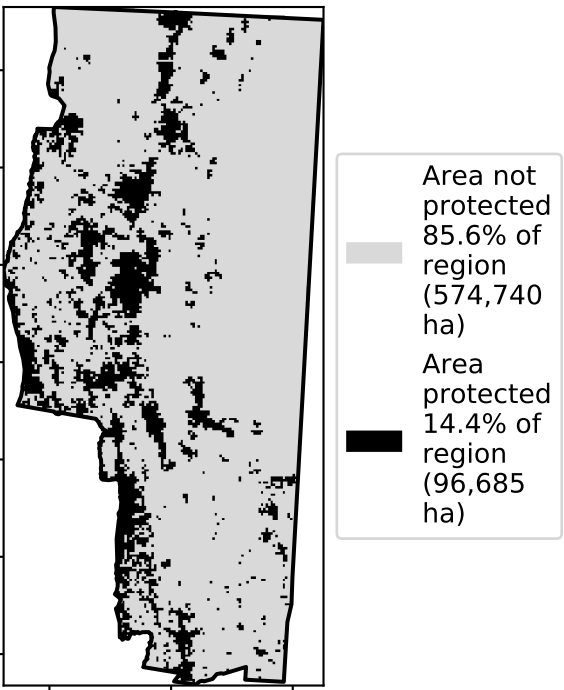 Area not
protected
85.6% of
region
(574,740
ha)
Area
protected
14.4% of
region
(96,685
ha)